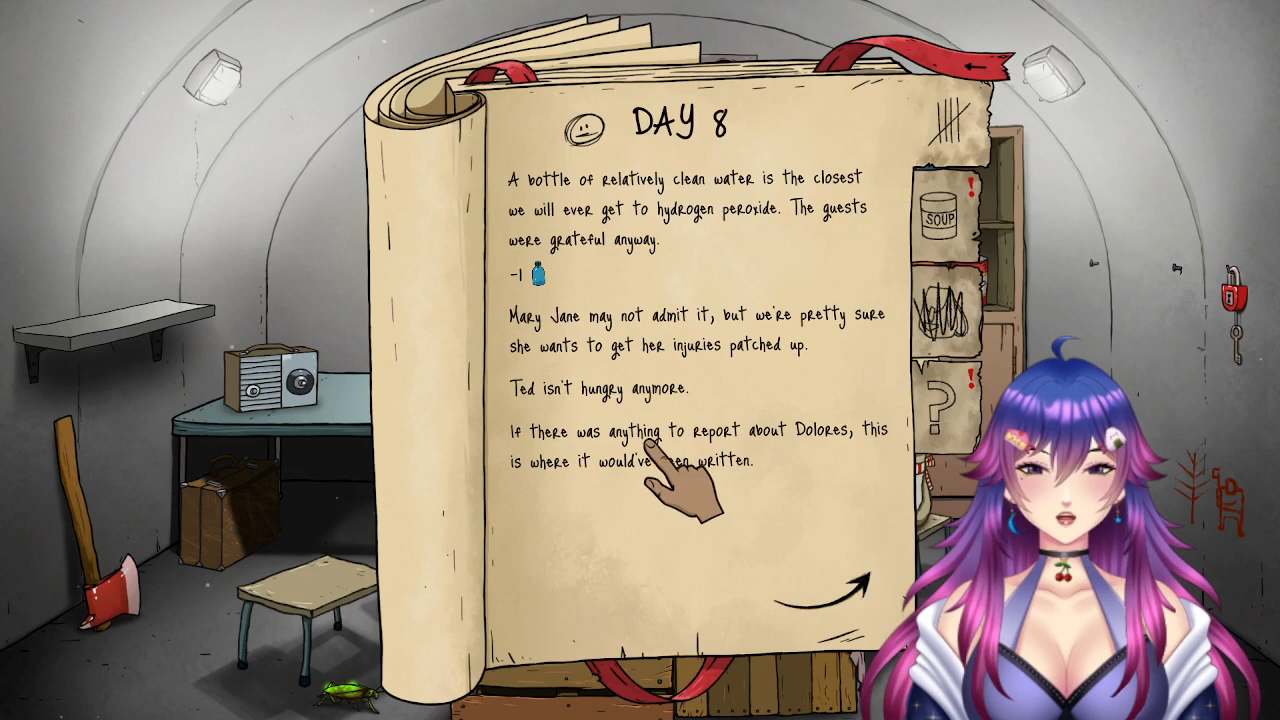 DAY 8
A bottle of relatively clean water is the closest
we will ever get to hydrogen peroxide. The guests
were grateful anyway.
-1
Mary Jane may not admit it, but we're pretty sure
she wants to get her injuries patched up.
Ted isn't hungry anymore.
If there was anything to report about Dolores, this
is where it would've been written.
SOUP
!
!
?